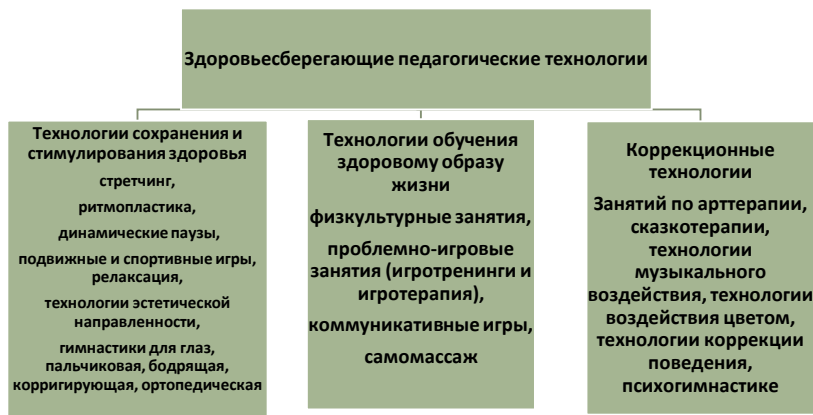 Здоровьесберегающие педагогические технологии
Технологии сохранения и
стимулирования здоровья
стретчинг,
ритмопластика,
динамические паузы,
подвижные и спортивные игры,
релаксация,
технологии эстетической
направленности,
гимнастики для глаз,
пальчиковая, бодрящая,
корригирующая, ортопедическая
Технологии обучения
здоровому образу
жизни
физкультурные занятия,
проблемно-игровые
занятия (игротренинги и
игротерапия),
коммуникативные игры,
самомассаж
Коррекционные
технологии
Занятий по арттерапии,
сказкотерапии,
технологии
музыкального
воздействия, технологии
воздействия цветом,
технологии коррекции
поведения,
психогимнастике